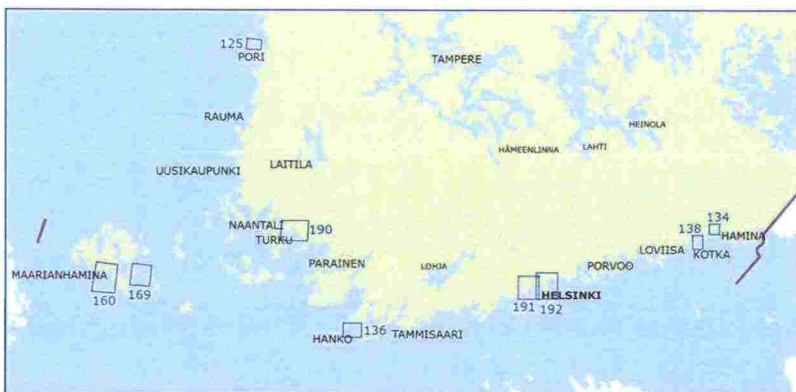 125
PORI
TAMPERE
RAUMA
HEINOLA
HÄMEENLINNA
LAHTI
UUSIKAUPUNKI
LAITILA
NAANTALI
190
TURKU
134
138
HAMINA
LOVIISA
KOTKA
PARAINEN
LOHJA
PORVOO
MAARIANHAMINA
160
169
HELSINKI
191
192
HANKO
136
TAMMISAARI